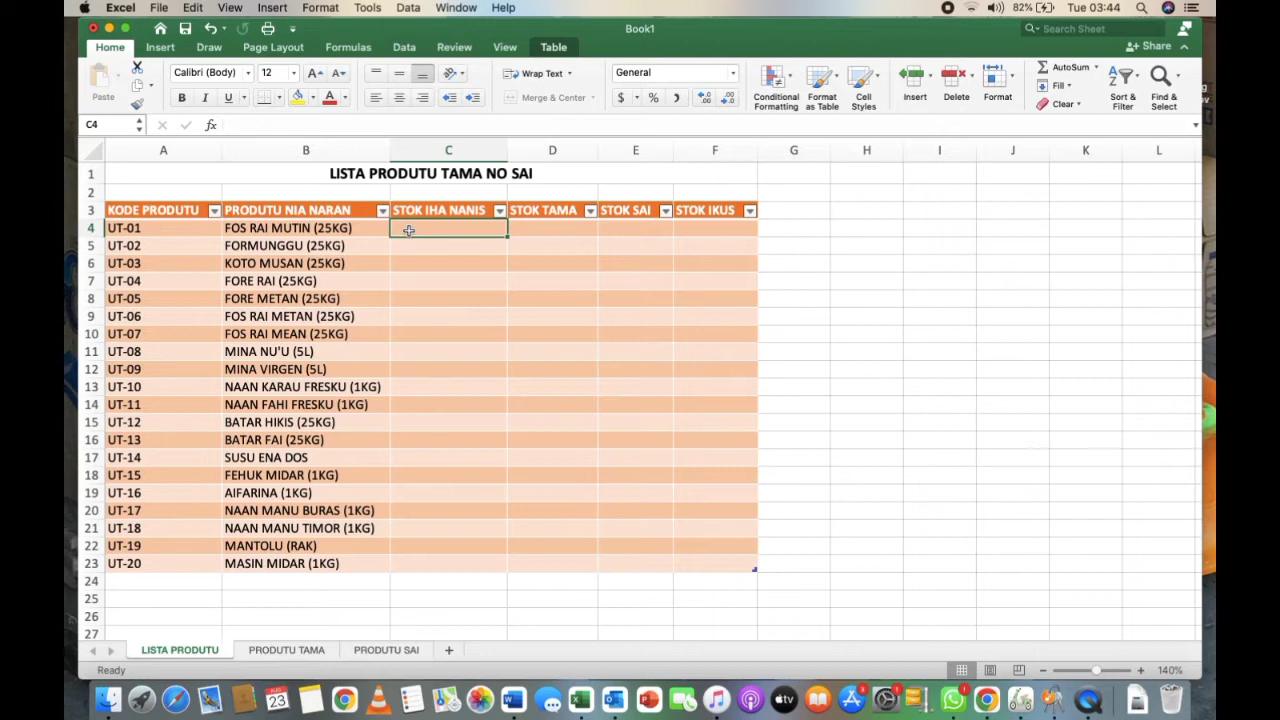 Excel File Edit View Insert Format Tools Data Window Help 82% Tue 03:44
Book1
Search Sheet
Home Insert Draw Page Layout Formulas Data Review View Table
Share
Paste
Calibri (Body) 12
Wrap Text
General
Merge & Center
Conditional Formatting
Format as Table
Cell Styles
Insert
Delete
Format
AutoSum
Fill
Clear
Sort & Filter
Find & Select
C4 fx
A B C D E F G H I J K L
1 LISTA PRODUTU TAMA NO SAI
2
3 KODE PRODUTU PRODUTU NIA NARAN STOK IHA NANIS STOK TAMA STOK SAI STOK IKUS
4 UT-01 FOS RAI MUTIN (25KG)
5 UT-02 FORMUNGGU (25KG)
6 UT-03 KOTO MUSAN (25KG)
7 UT-04 FORE RAI (25KG)
8 UT-05 FORE METAN (25KG)
9 UT-06 FOS RAI METAN (25KG)
10 UT-07 FOS RAI MEAN (25KG)
11 UT-08 MINA NU'U (5L)
12 UT-09 MINA VIRGEN (5L)
13 UT-10 NAAN KARAU FRESKU (1KG)
14 UT-11 NAAN FAHI FRESKU (1KG)
15 UT-12 BATAR HIKIS (25KG)
16 UT-13 BATAR FAI (25KG)
17 UT-14 SUSU ENA DOS
18 UT-15 FEHUK MIDAR (1KG)
19 UT-16 AIFARINA (1KG)
20 UT-17 NAAN MANU BURAS (1KG)
21 UT-18 NAAN MANU TIMOR (1KG)
22 UT-19 MANTOLU (RAK)
23 UT-20 MASIN MIDAR (1KG)
24
25
26
27
LISTA PRODUTU PRODUTU TAMA PRODUTU SAI
Ready 140%
23